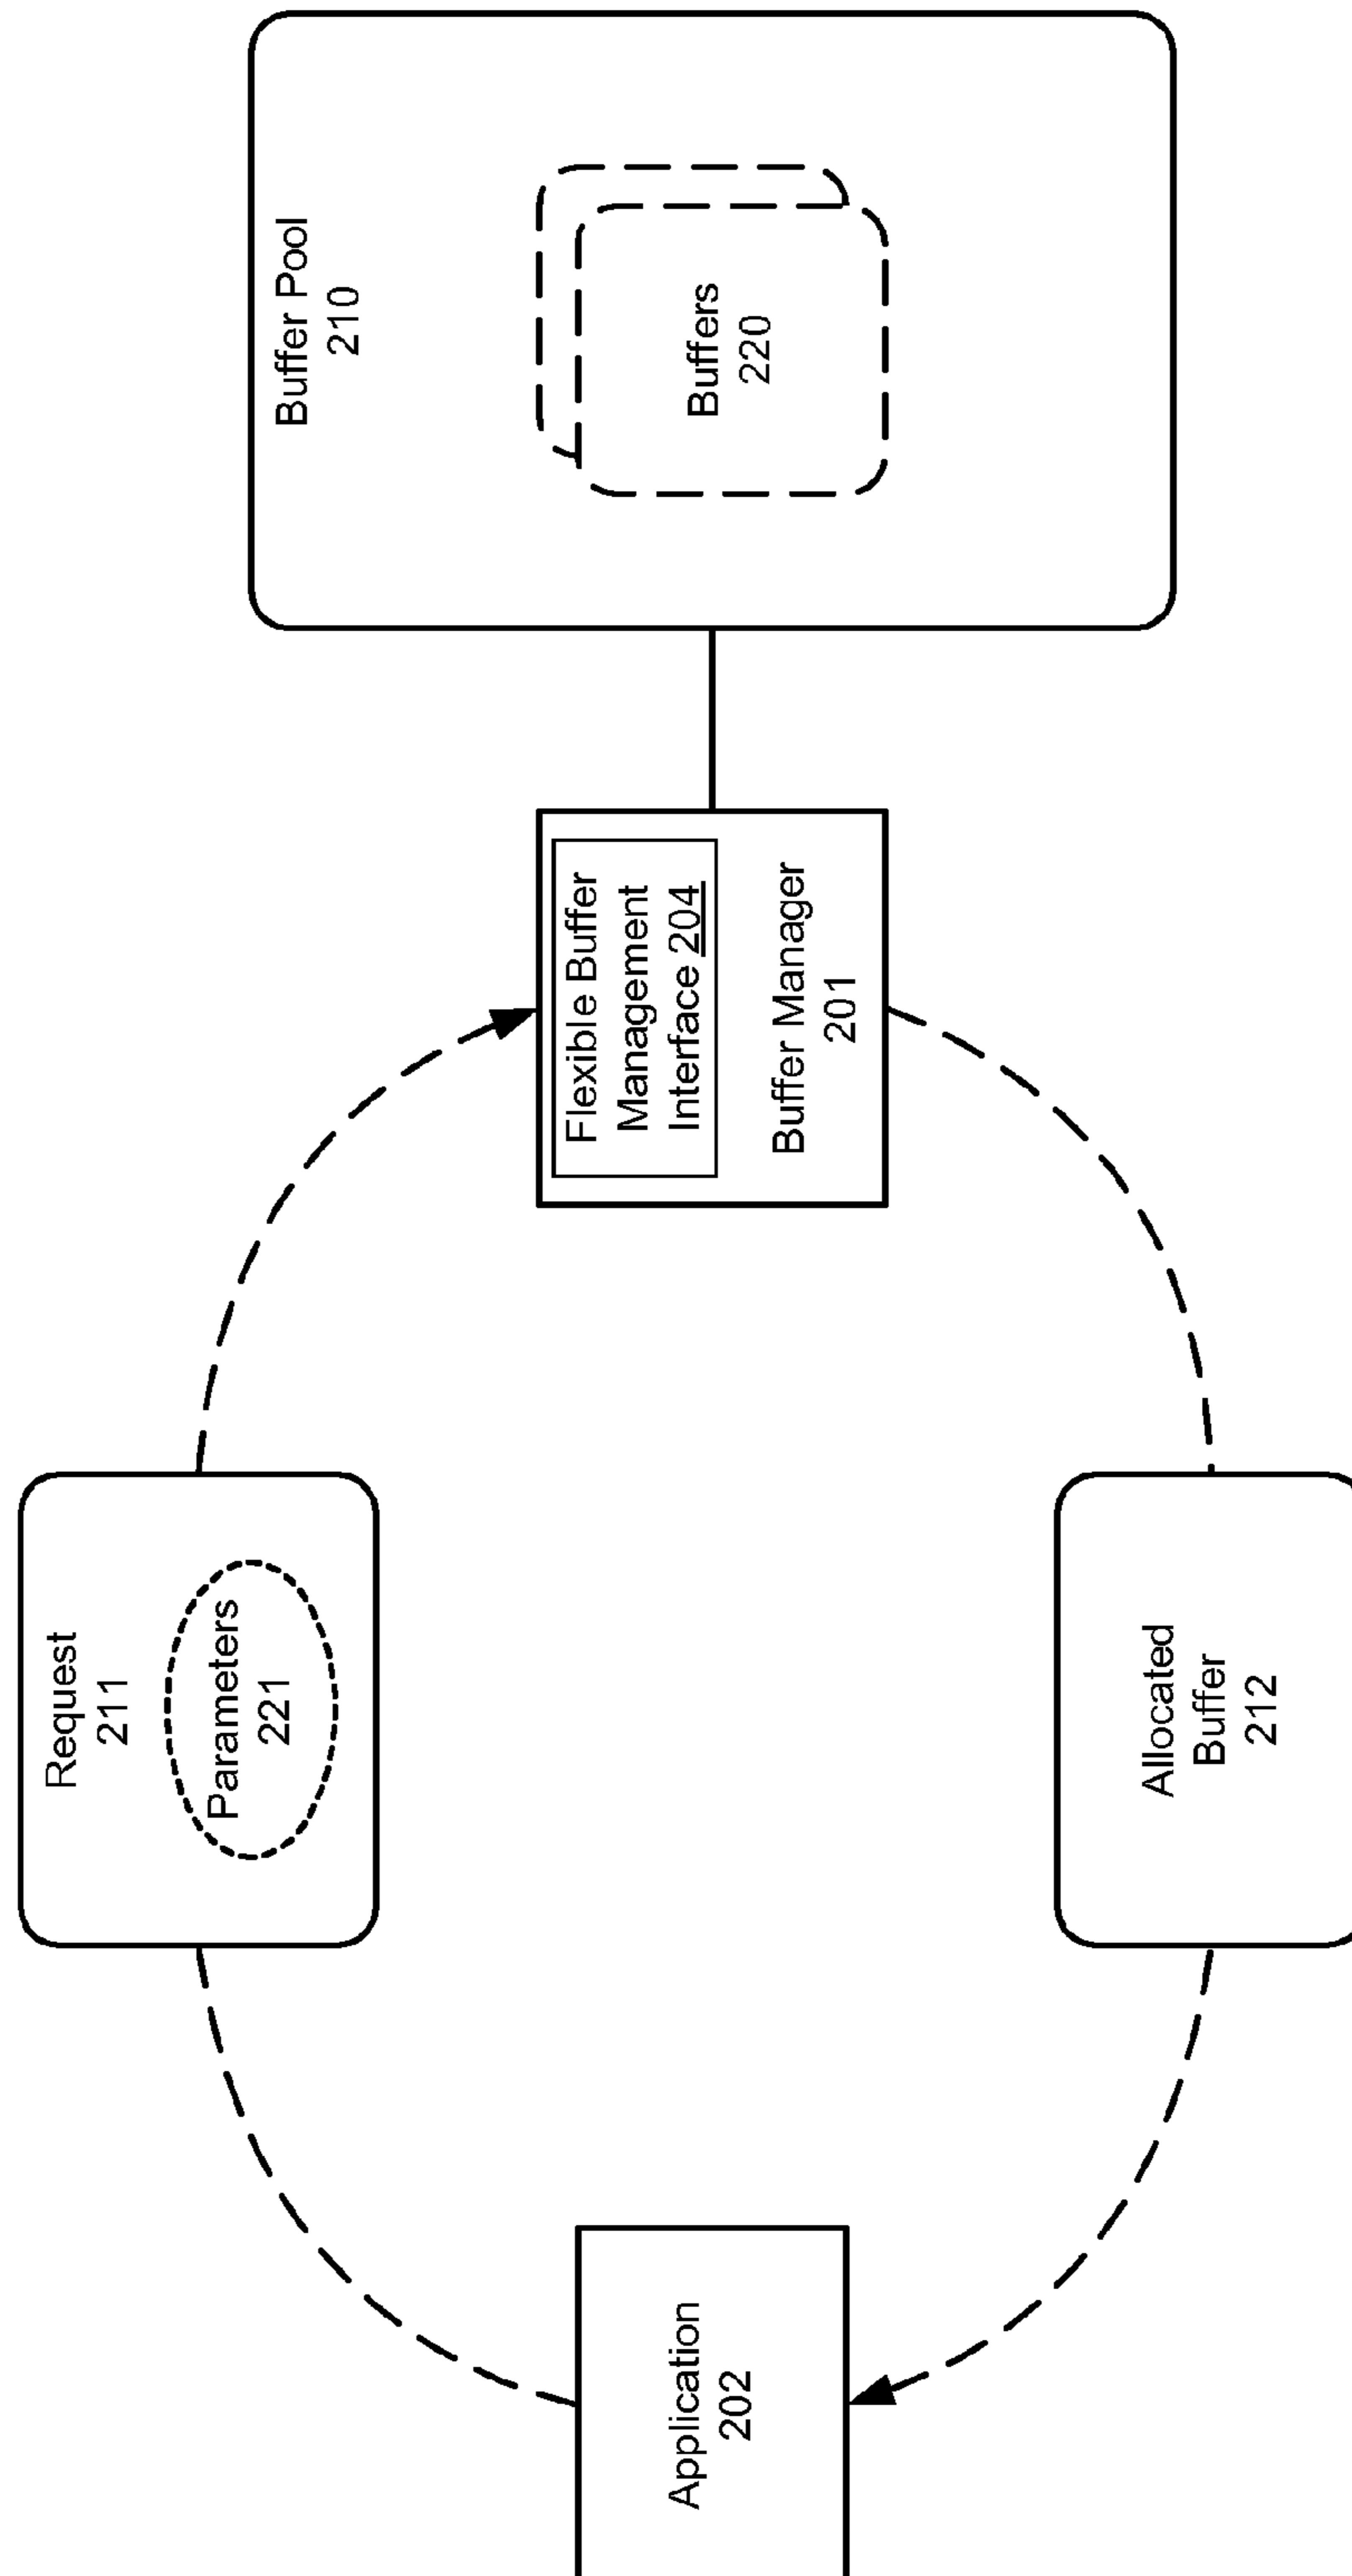 Request
211
Parameters
221
Buffer Pool
210
Application
202
Flexible Buffer
Management
Interface 204
Buffer Manager
201
Buffers
220
Allocated
Buffer
212